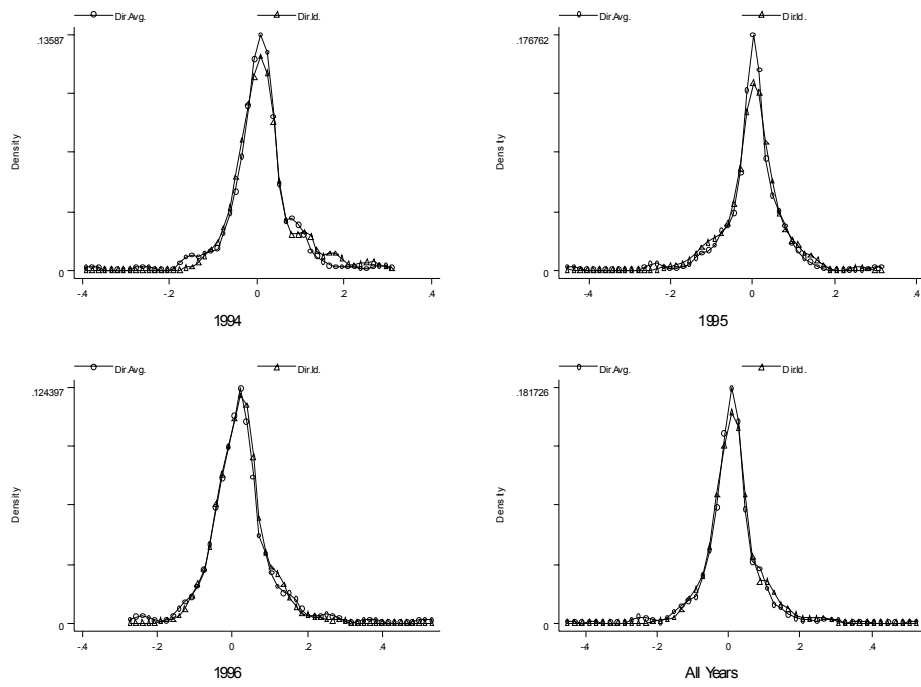 Dir.Avg. Dir.Id.
.13587
Density
0
-.4 -.2 0 .2 .4
1994
Dir.Avg. Dir.Id.
.176762
Density
0
-.4 -.2 0 .2 .4
1995
Dir.Avg. Dir.Id.
.124397
Density
0
-.4 -.2 0 .2 .4
1996
Dir.Avg. Dir.Id.
.181726
Density
0
-.4 -.2 0 .2 .4
All Years